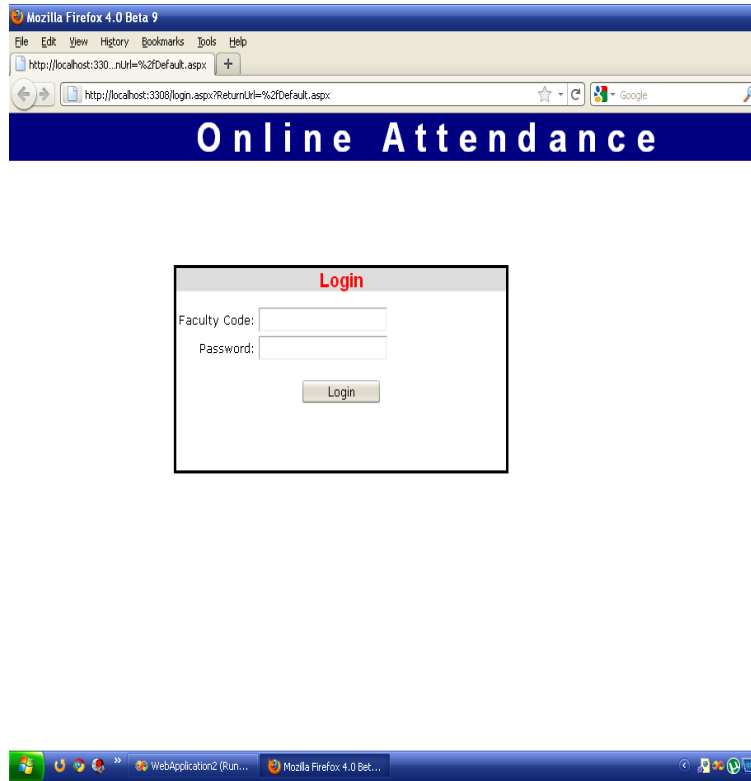 Mozilla Firefox 4.0 Beta 9
File Edit View History Bookmarks Tools Help
http://localhost:330...nUrl=%2fDefault.aspx
http://localhost:3308/login.aspx?ReturnUrl=%2fDefault.aspx Google
Online Attendance
Login
Faculty Code:
Password:
Login
WebApplication2 (Run... Mozilla Firefox 4.0 Bet...